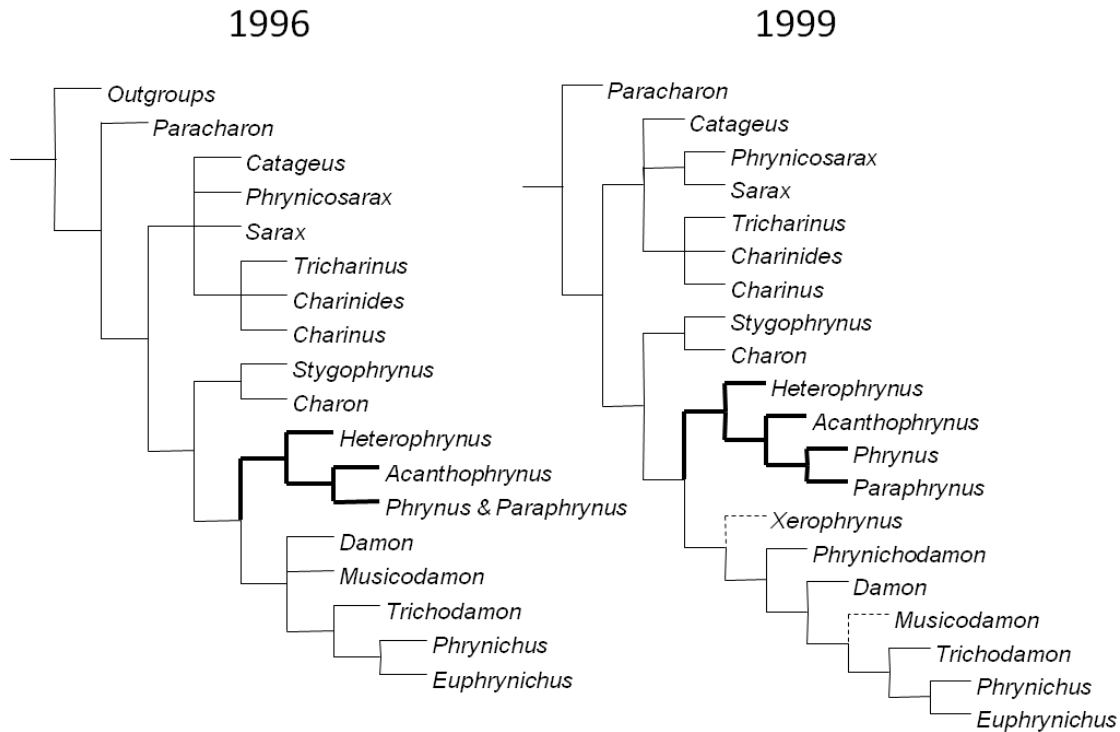 1996
Outgroups
Paracharon
Catageus
Phrynicosarax
Sarax
Tricharinus
Charinides
Charinus
Stygophrynus
Charon
Heterophrynus
Acanthophrynus
Phrynus & Paraphrynus
Damon
Musicodamon
Trichodamon
Phrynichus
Euphrynichus
1999
Paracharon
Catageus
Phrynicosarax
Sarax
Tricharinus
Charinides
Charinus
Stygophrynus
Charon
Heterophrynus
Acanthophrynus
Phrynus
Paraphrynus
Xerophrynus
Phrynichodamon
Damon
Musicodamon
Trichodamon
Phrynichus
Euphrynichus